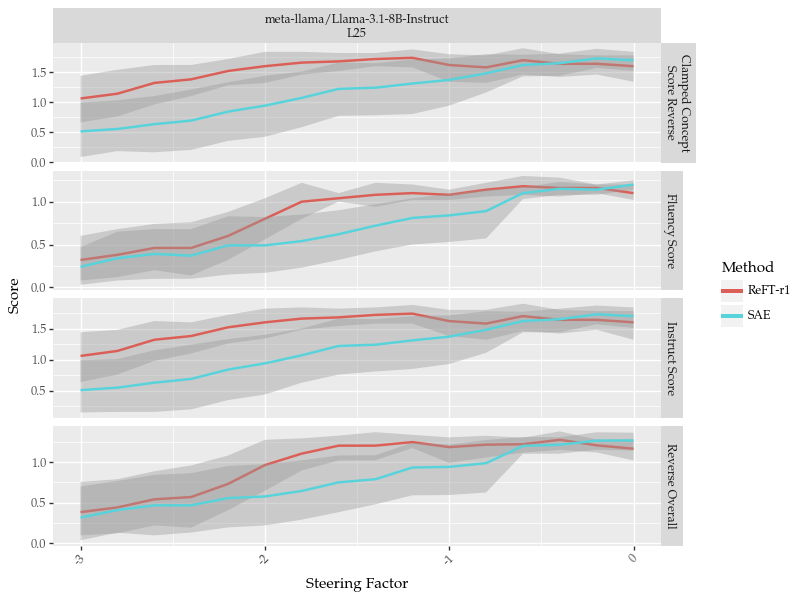 meta-llama/Llama-3.1-8B-Instruct
L25
Score
1.5
1.0
0.5
0.0
Clamped Concept
Score Reverse
1.0
0.5
0.0
Fluency Score
1.5
1.0
0.5
Instruct Score
1.0
0.5
0.0
Reverse Overall
-3
-2
-1
0
Steering Factor
Method
ReFT-r1
SAE